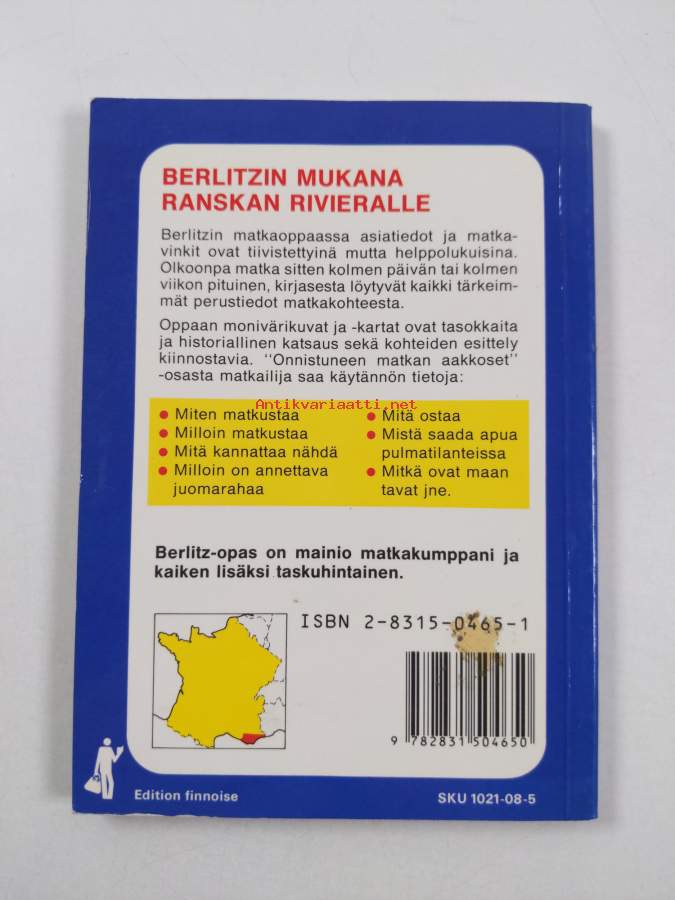 BERLITZIN MUKANA
RANSKAN RIVIERALLE
Berlitzin matkaoppaassa asiatiedot ja matka-
vinkit ovat tiivistettyinä mutta helppolukuisina.
Olkoonpa matka sitten kolmen päivän tai kolmen
viikon pituinen, kirjasesta löytyvät kaikki tärkeim-
mät perustiedot matkakohteesta.
Oppaan monivärikuvat ja -kartat ovat tasokkaita
ja historiallinen katsaus sekä kohteiden esittely
kiinnostavia. "Onnistuneen matkan aakkoset"
-osasta matkailija saa käytännön tietoja:
Antikvariaatti.net
• Miten matkustaa
• Milloin matkustaa
• Mitä kannattaa nähdä
• Milloin on annettava
juomarahaa
• Mitä ostaa
• Mistä saada apua
pulmatilanteissa
• Mitkä ovat maan
tavat jne.
Berlitz-opas on mainio matkakumppani ja
kaiken lisäksi taskuhintainen.
ISBN 2-8315-0465-1
9 782831 504650
Edition finnoise
SKU 1021-08-5